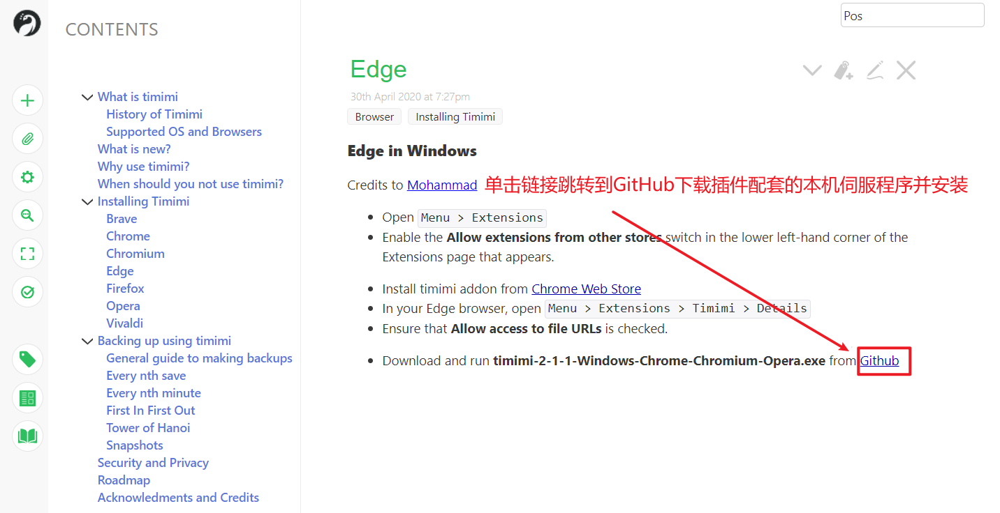 CONTENTS
What is timimi
History of Timimi
Supported OS and Browsers
What is new?
Why use timimi?
When should you not use timimi?
Installing Timimi
Brave
Chrome
Chromium
Edge
Firefox
Opera
Vivaldi
Backing up using timimi
General guide to making backups
Every nth save
Every nth minute
First In First Out
Tower of Hanoi
Snapshots
Security and Privacy
Roadmap
Acknowledments and Credits
Pos
Edge
30th April 2020 at 7:27pm
Browser Installing Timimi
Edge in Windows
Credits to Mohammad 单击链接跳转到GitHub下载插件配套的本机伺服程序并安装
Open Menu > Extensions
Enable the Allow extensions from other stores switch in the lower left-hand corner of the
Extensions page that appears.
Install timimi addon from Chrome Web Store
In your Edge browser, open Menu > Extensions > Timimi > Details
Ensure that Allow access to file URLs is checked.
Download and run timimi-2-1-1-Windows-Chrome-Chromium-Opera.exe from Github